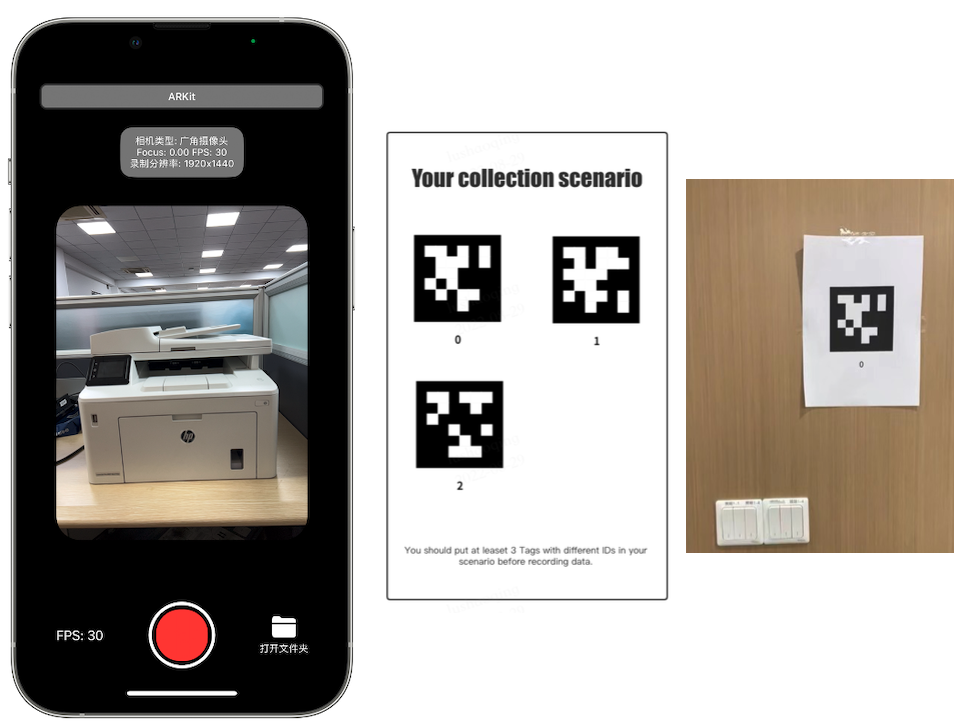 ARKit
相机类型: 广角摄像头
Focus: 0.00 FPS: 30
录制分辨率: 1920x1440
hp
FPS: 30
打开文件夹
Your collection scenario
0
1
2
You should put at leaset 3 Tags with different IDs in your
scenario before recording data.
0